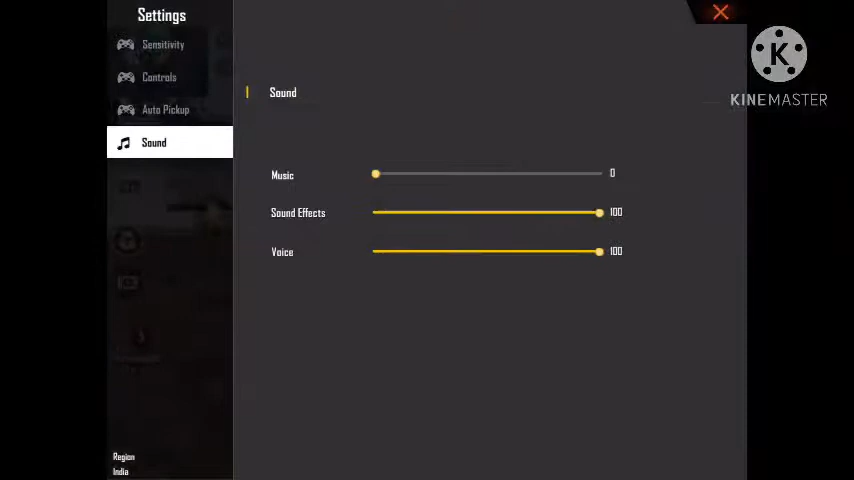 Settings
Sensitivity
Controls
Auto Pickup
Sound
Sound
Music 0
Sound Effects 100
Voice 100
Region
India
K
KINEMASTER